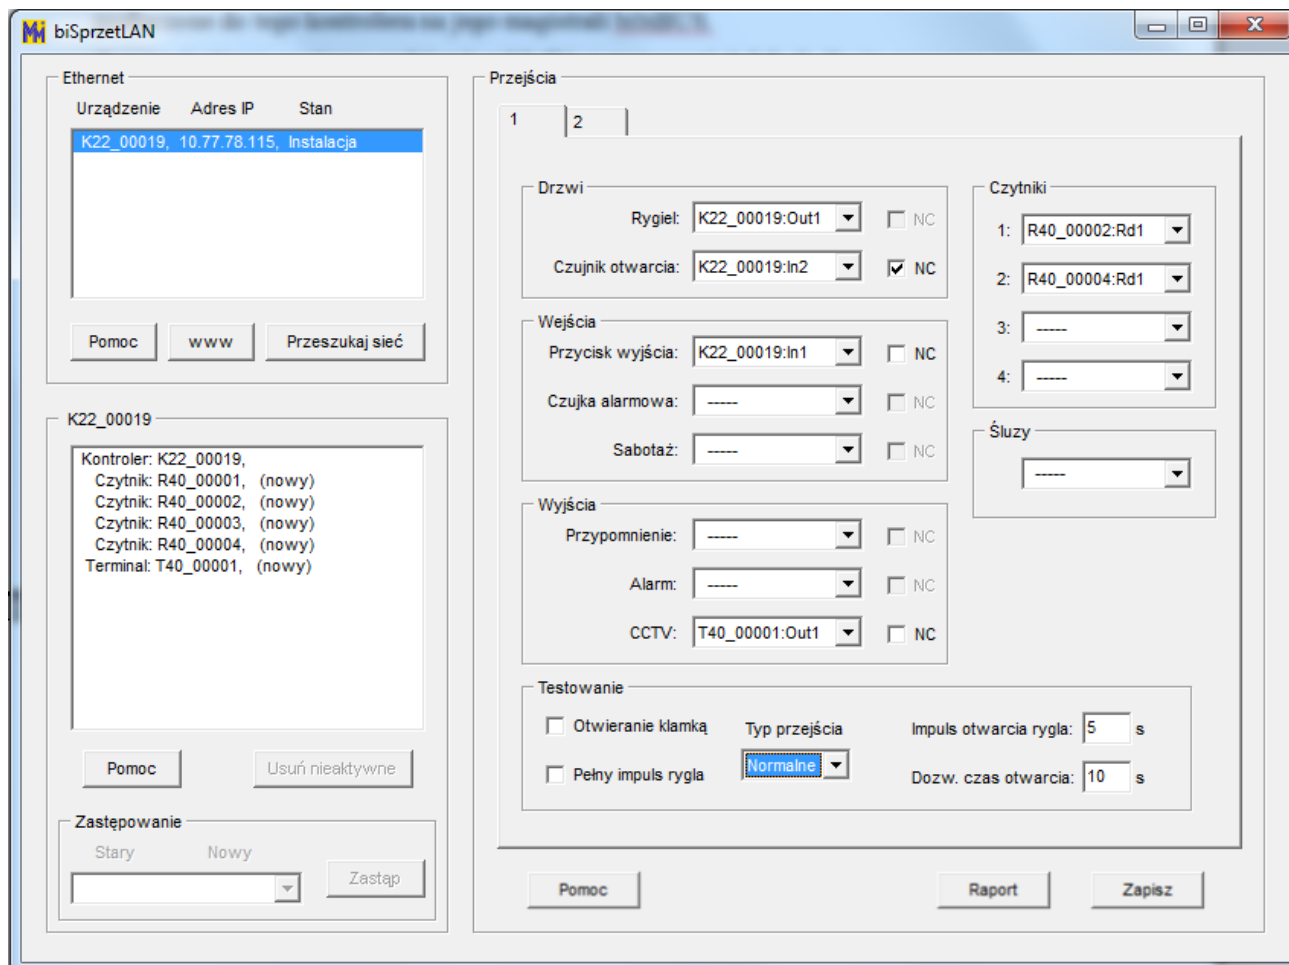 biSprzetLAN
Ethernet
Urządzenie Adres IP Stan
K22_00019, 10.77.78.115, Instalacja
Pomoc www Przeszukaj sieć
K22_00019
Kontroler: K22_00019,
Czytnik: R40_00001, (nowy)
Czytnik: R40_00002, (nowy)
Czytnik: R40_00003, (nowy)
Czytnik: R40_00004, (nowy)
Terminal: T40_00001, (nowy)
Pomoc Usuń nieaktywne
Zastępowanie
Stary Nowy
Zastąp
Przejścia
1 2
Drzwi
Rygiel: K22_00019:Out1 NC
Czujnik otwarcia: K22_00019:In2 NC
Wejścia
Przycisk wyjścia: K22_00019:In1 NC
Czujka alarmowa: ----- NC
Sabotaż: ----- NC
Wyjścia
Przypomnienie: ----- NC
Alarm: ----- NC
CCTV: T40_00001:Out1 NC
Czytniki
1: R40_00002:Rd1
2: R40_00004:Rd1
3: -----
4: -----
Śluzy
-----
Testowanie
Otwieranie klamką Typ przejścia Impuls otwarcia rygla: 5 s
Pełny impuls rygla Normalne Dozw. czas otwarcia: 10 s
Pomoc Raport Zapisz